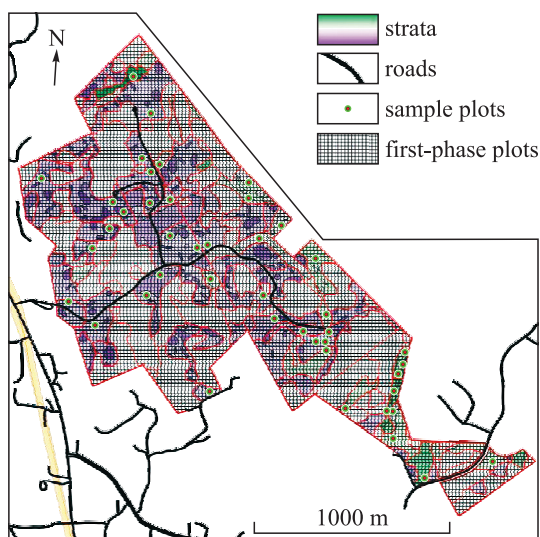 N
strata
roads
sample plots
first-phase plots
1000 m